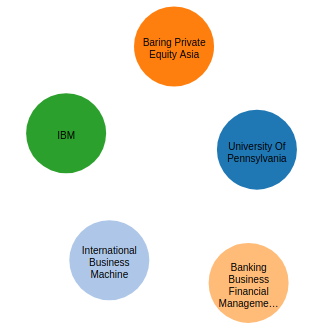 Baring Private
Equity Asia
IBM
University Of
Pennsylvania
International
Business
Machine
Banking
Business
Financial
Manageme...